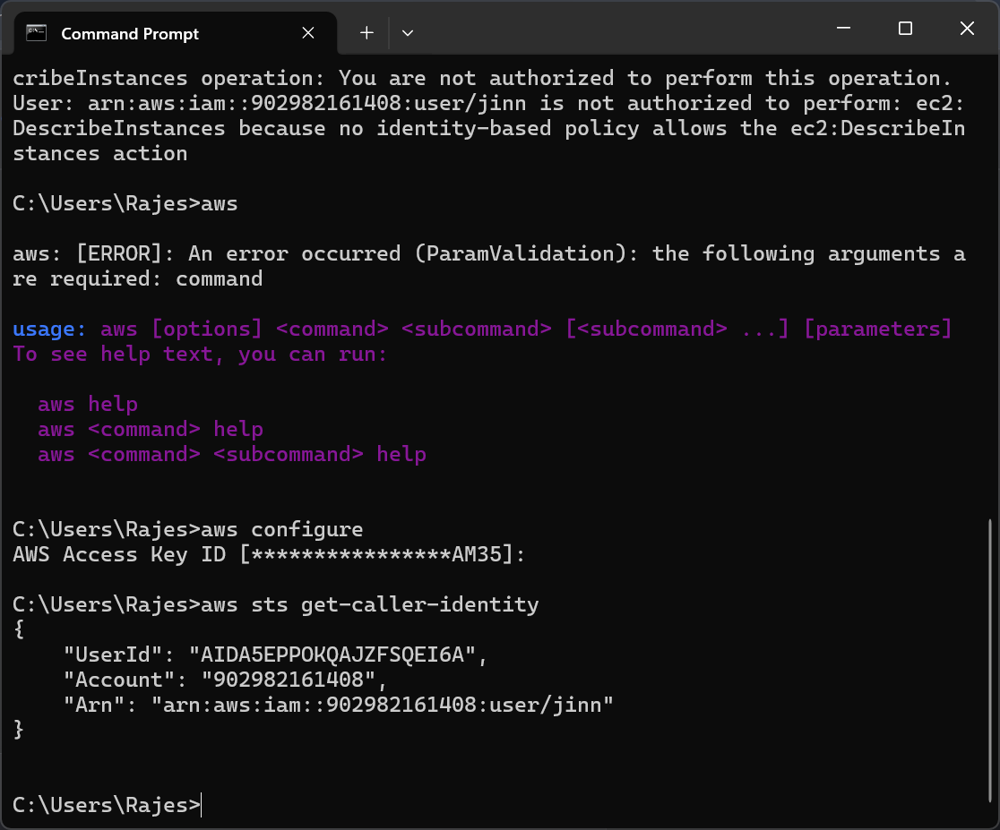 Command Prompt
cribeInstances operation: You are not authorized to perform this operation.
User: arn:aws:iam::902982161408:user/jinn is not authorized to perform: ec2:
DescribeInstances because no identity-based policy allows the ec2:DescribeIn
stances action
C:\Users\Rajes>aws
aws: [ERROR]: An error occurred (ParamValidation): the following arguments a
re required: command
usage: aws [options] <command> <subcommand> [<subcommand> ...] [parameters]
To see help text, you can run:
  aws help
  aws <command> help
  aws <command> <subcommand> help
C:\Users\Rajes>aws configure
AWS Access Key ID [****************AM35]:
C:\Users\Rajes>aws sts get-caller-identity
{
    "UserId": "AIDA5EPPOKQAJZFSQEI6A",
    "Account": "902982161408",
    "Arn": "arn:aws:iam::902982161408:user/jinn"
}
C:\Users\Rajes>